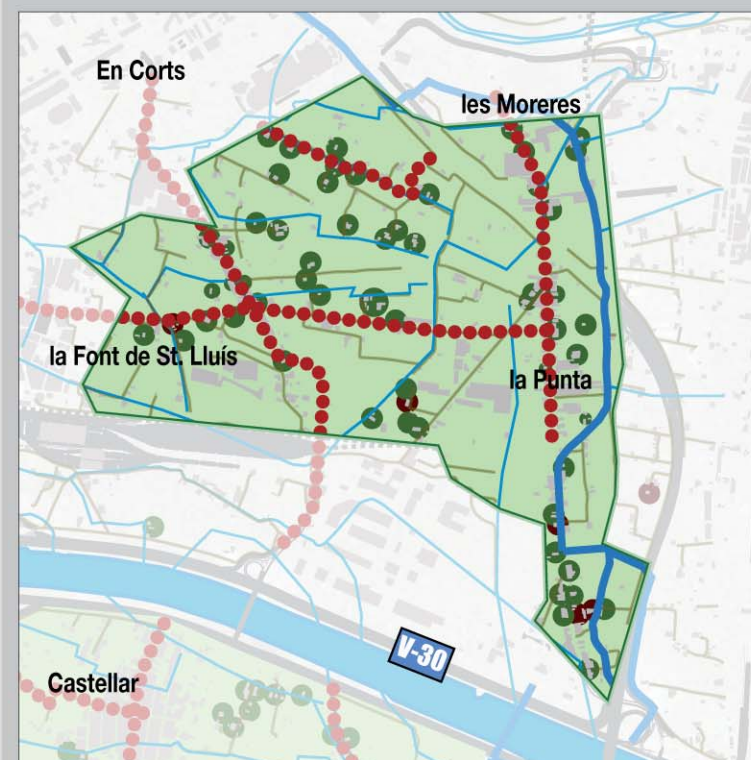 En Corts
les Moreres
la Font de St. Lluís
la Punta
V-30
Castellar